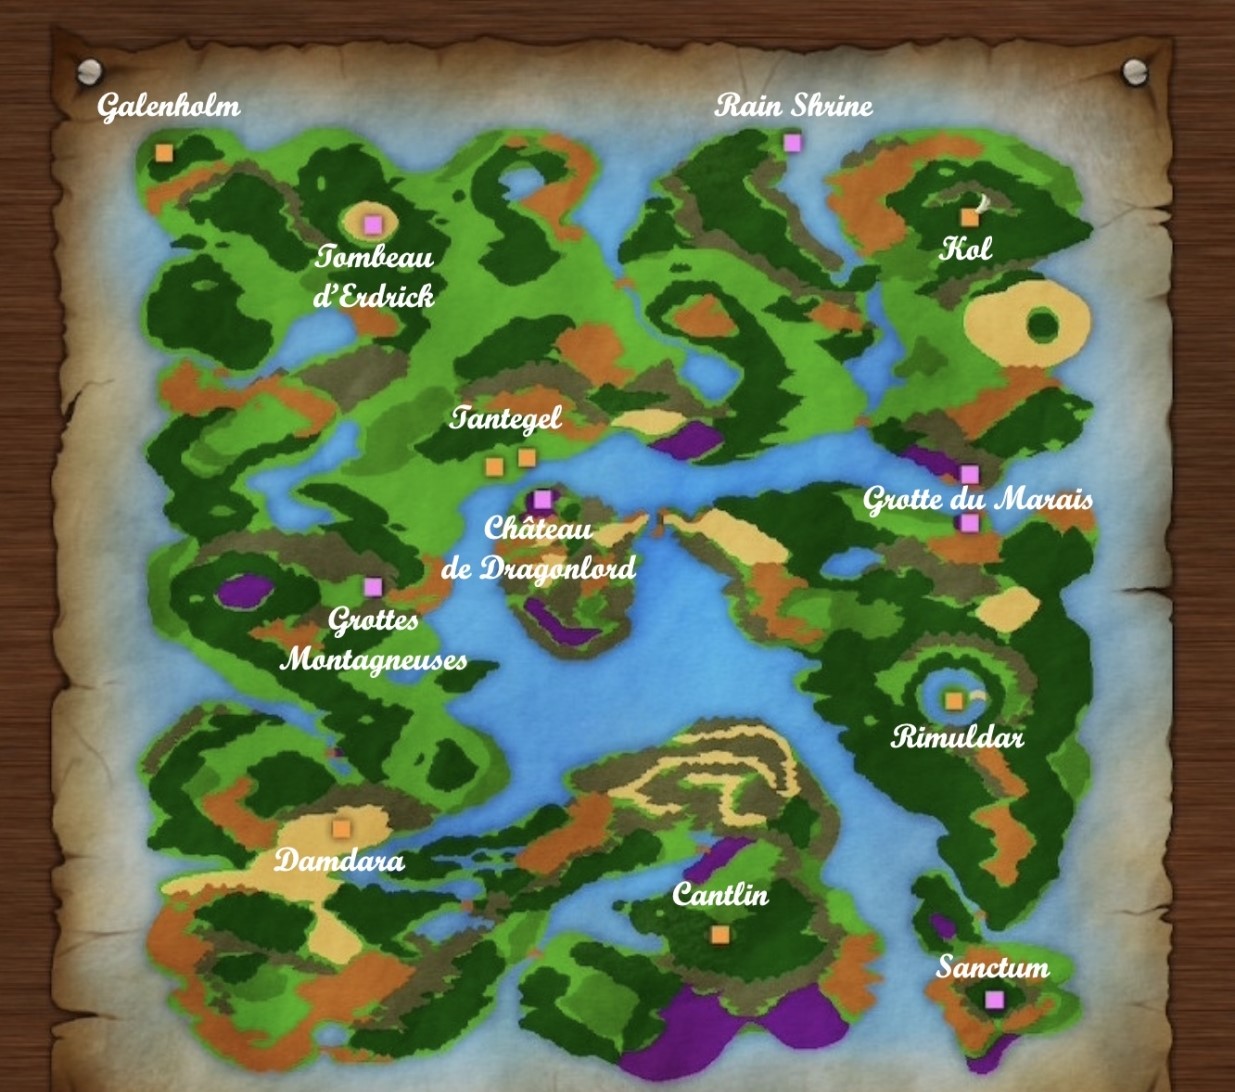 Galenholm
Rain Shrine
Tombeau
d'Erdrick
Kol
Tantegel
Château
de Dragonlord
Grotte du Marais
Grottes
Montagneuses
Rimuldar
Damdara
Cantlin
Sanctum